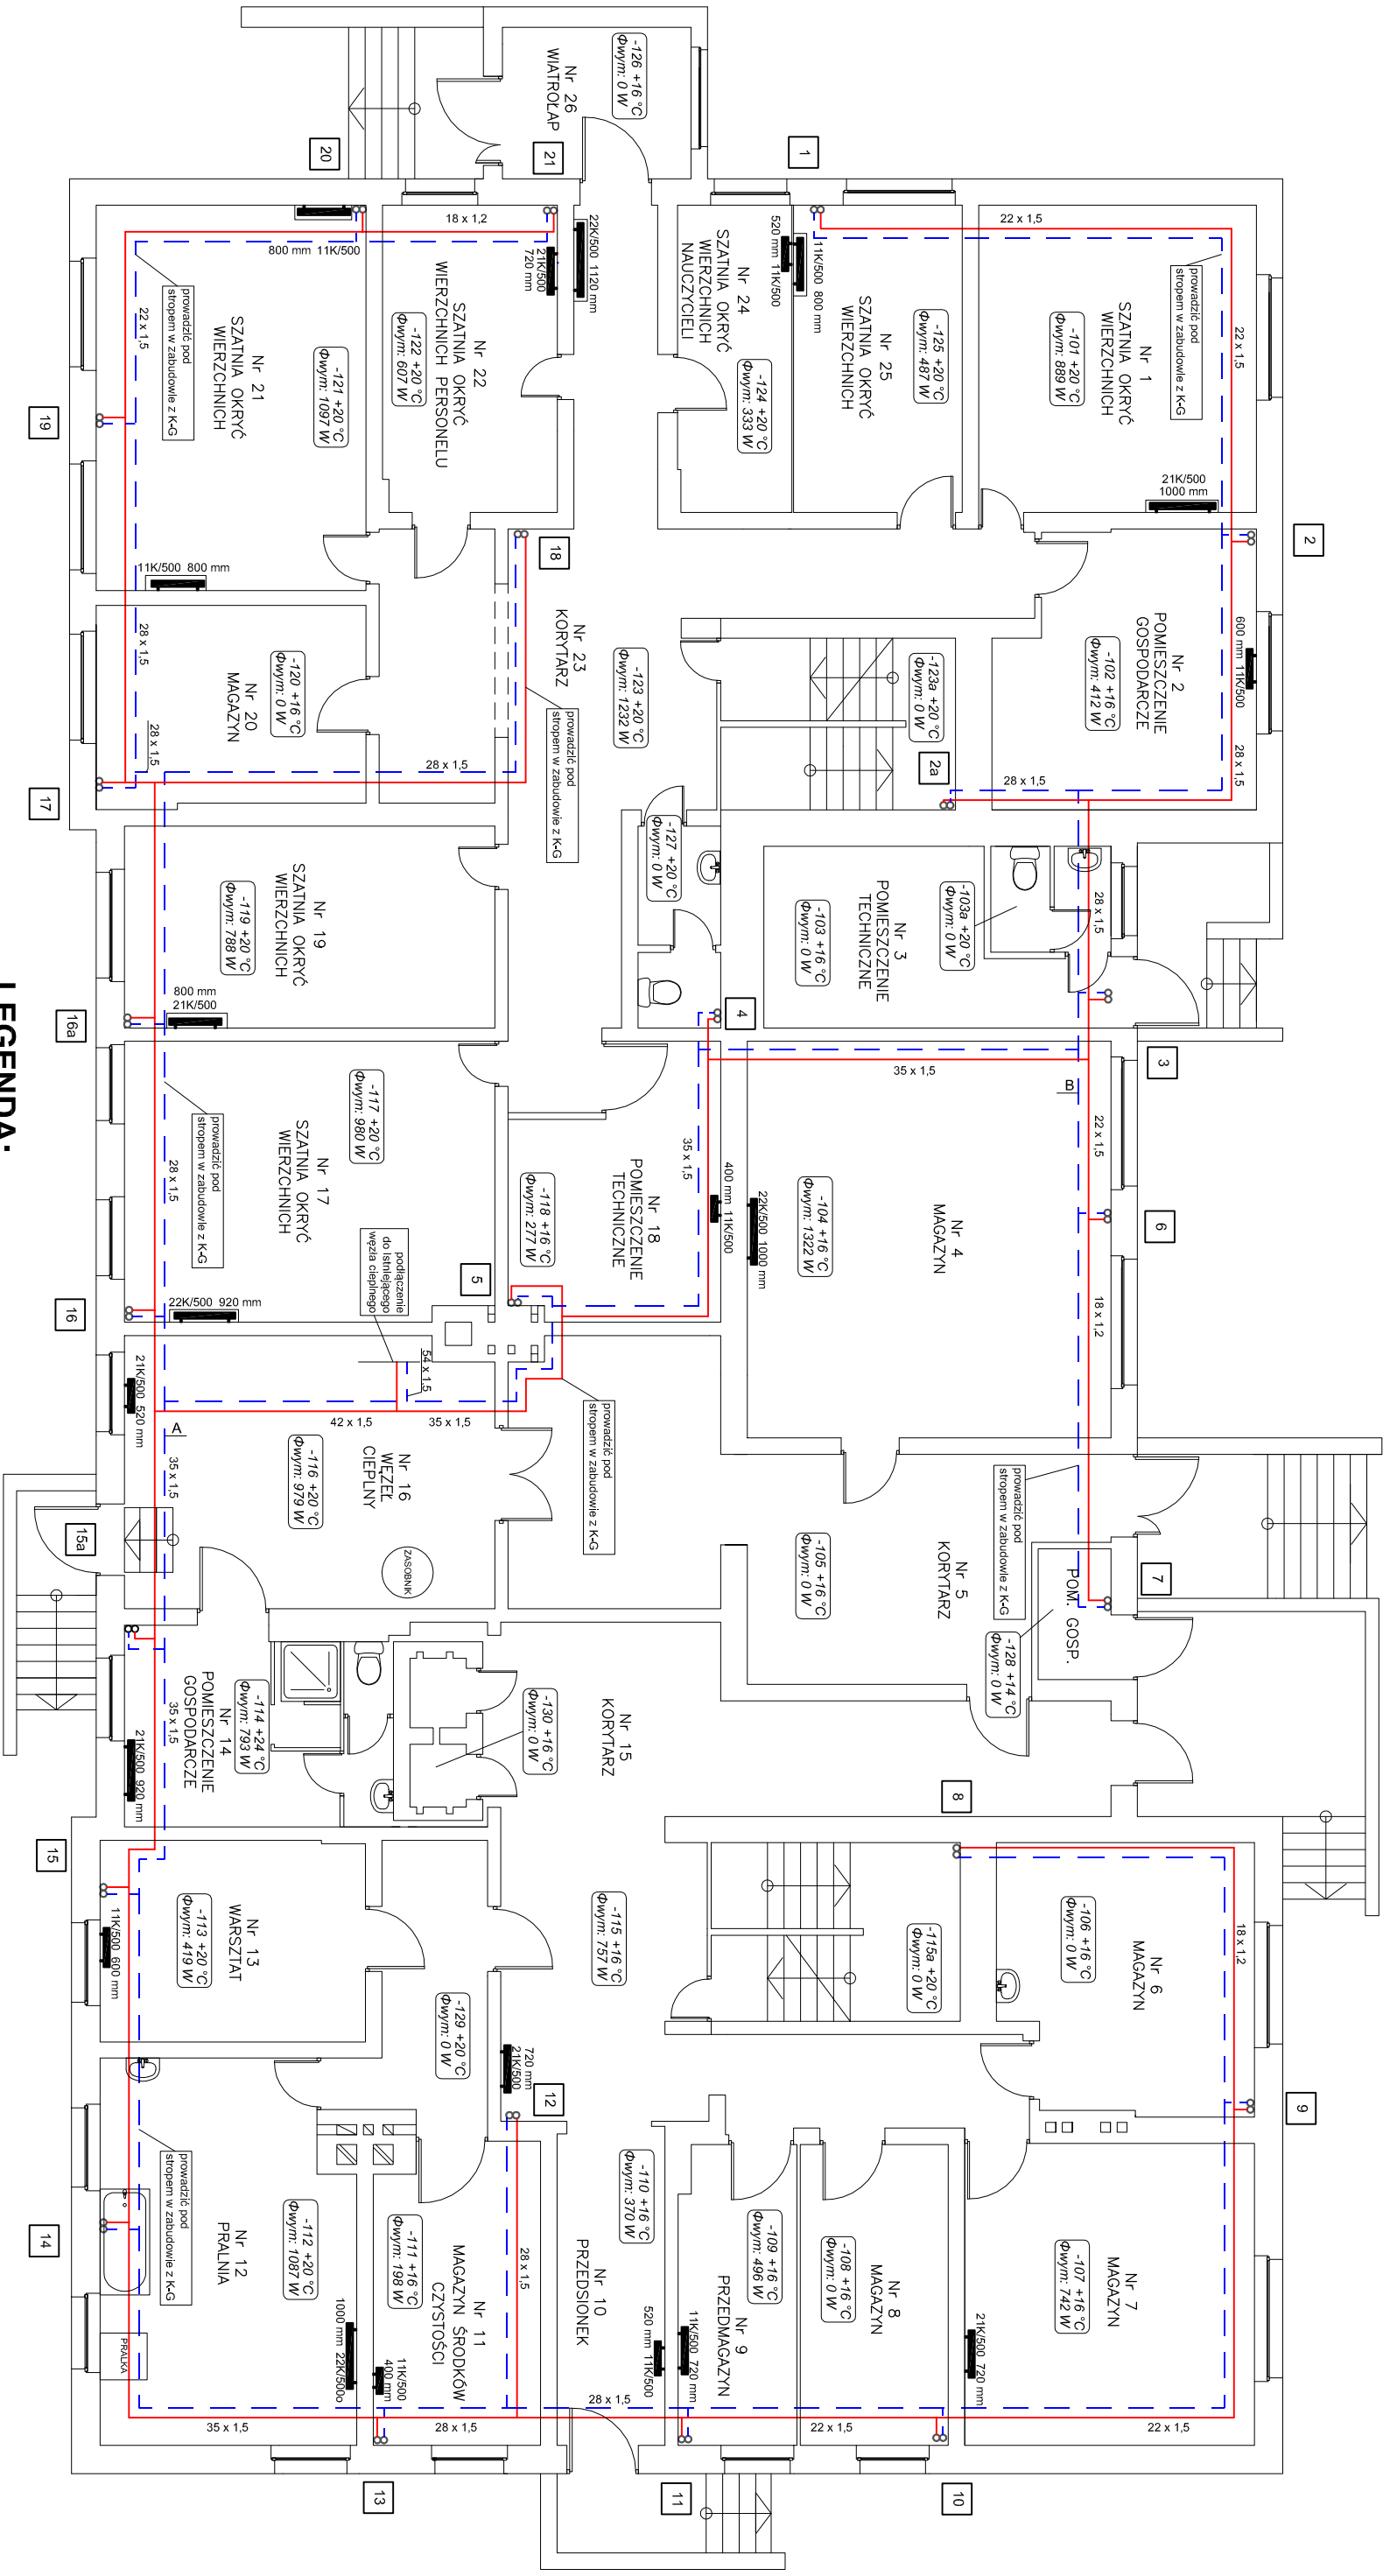 Nr 26
WIATROŁAP
-126 +16 °C
Φwym: 0 W
20
21
1
18 x 1,2
800 mm 11K/500
22K/500 1120 mm
21K/500
720 mm
520 mm 11K/500
11K/500 800 mm
22 x 1,5
prowadzić pod
stropem w zabudowie z K-G
22 x 1,5
Nr 21
SZATNIA OKRYĆ
WIERZCHNICH
-121 +20 °C
Φwym: 1097 W
Nr 22
SZATNIA OKRYĆ
WIERZCHNICH PERSONELU
-122 +20 °C
Φwym: 607 W
Nr 24
SZATNIA OKRYĆ
WIERZCHNICH
NAUCZYCIELI
-124 +20 °C
Φwym: 333 W
Nr 25
SZATNIA OKRYĆ
WIERZCHNICH
-125 +20 °C
Φwym: 487 W
Nr 1
SZATNIA OKRYĆ
WIERZCHNICH
-101 +20 °C
Φwym: 889 W
prowadzić pod
stropem w zabudowie z K-G
22 x 1,5
21K/500
1000 mm
19
11K/500 800 mm
18
2
Nr 20
MAGAZYN
-120 +16 °C
Φwym: 0 W
28 x 1,5
28 x 1,5
28 x 1,5
Nr 23
KORYTARZ
-123 +20 °C
Φwym: 1232 W
prowadzić pod
stropem w zabudowie z K-G
-123a +20 °C
Φwym: 0 W
2a
Nr 2
POMIESZCZENIE
GOSPODARCZE
-102 +16 °C
Φwym: 412 W
600 mm 11K/500
28 x 1,5
28 x 1,5
17
Nr 19
SZATNIA OKRYĆ
WIERZCHNICH
-119 +20 °C
Φwym: 788 W
800 mm
21K/500
16a
-127 +20 °C
Φwym: 0 W
4
Nr 3
POMIESZCZENIE
TECHNICZNE
-103 +16 °C
Φwym: 0 W
-103a +20 °C
Φwym: 0 W
28 x 1,5
3
LEGENDA:
Nr 17
SZATNIA OKRYĆ
WIERZCHNICH
-117 +20 °C
Φwym: 980 W
prowadzić pod
stropem w zabudowie z K-G
28 x 1,5
22K/500 920 mm
16
Nr 18
POMIESZCZENIE
TECHNICZNE
-118 +16 °C
Φwym: 277 W
35 x 1,5
400 mm 11K/500
22K/500 1000 mm
5
podłączenie
do istniejącego
węzła cieplnego
Nr 4
MAGAZYN
-104 +16 °C
Φwym: 1322 W
35 x 1,5
B
22 x 1,5
18 x 1,2
6
54 x 1,5
42 x 1,5
35 x 1,5
21K/500 520 mm
A
35 x 1,5
Nr 16
WĘZEŁ
CIEPLNY
-116 +20 °C
Φwym: 979 W
ZASOBNIK
15a
prowadzić pod
stropem w zabudowie z K-G
Nr 5
KORYTARZ
-105 +16 °C
Φwym: 0 W
prowadzić pod
stropem w zabudowie z K-G
POM. GOSP.
-128 +14 °C
Φwym: 0 W
7
Nr 14
POMIESZCZENIE
GOSPODARCZE
-114 +24 °C
Φwym: 793 W
35 x 1,5
21K/500 920 mm
Nr 15
KORYTARZ
-130 +16 °C
Φwym: 0 W
8
15
Nr 13
WARSZTAT
-113 +20 °C
Φwym: 419 W
11K/500 600 mm
-115 +16 °C
Φwym: 757 W
-115a +20 °C
Φwym: 0 W
Nr 6
MAGAZYN
-106 +16 °C
Φwym: 0 W
18 x 1,2
-129 +20 °C
Φwym: 0 W
720 mm
21K/500
12
9
prowadzić pod
stropem w zabudowie z K-G
Nr 12
PRALNIA
-112 +20 °C
Φwym: 1087 W
1000 mm 22K/500o
PRALKA
14
Nr 11
MAGAZYN ŚRODKÓW
CZYSTOŚCI
-111 +16 °C
Φwym: 198 W
11K/500
400 mm
28 x 1,5
Nr 10
PRZEDSIONEK
-110 +16 °C
Φwym: 370 W
520 mm 11K/500
Nr 9
PRZEDMAGAZYN
-109 +16 °C
Φwym: 496 W
11K/500 720 mm
Nr 8
MAGAZYN
-108 +16 °C
Φwym: 0 W
Nr 7
MAGAZYN
-107 +16 °C
Φwym: 742 W
21K/500 720 mm
35 x 1,5
28 x 1,5
28 x 1,5
22 x 1,5
22 x 1,5
13
11
10